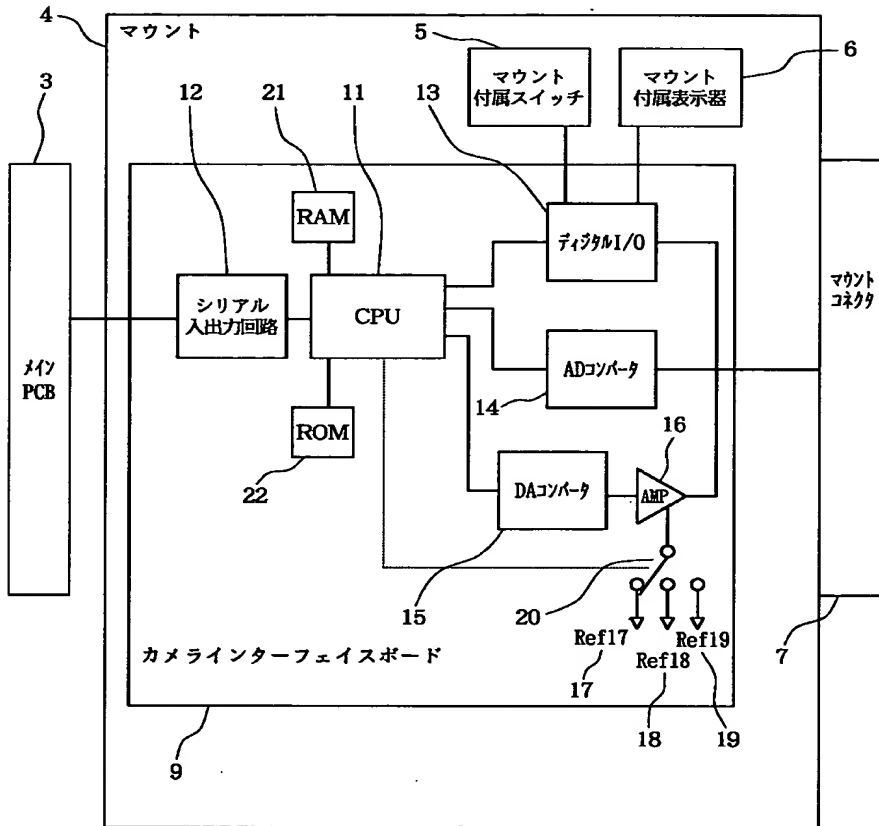 4
マウント
5
6
マウント
付属スイッチ
マウント
付属表示器
3
12
21
11
13
RAM
ディジタルI/O
シリアル
入出力回路
CPU
マウント
コネクタ
メイン
PCB
ADコンバータ
14
16
ROM
22
DAコンバータ
AMP
15
20
Ref17
Ref18
Ref19
17
18
19
7
カメラインターフェイスボード
9